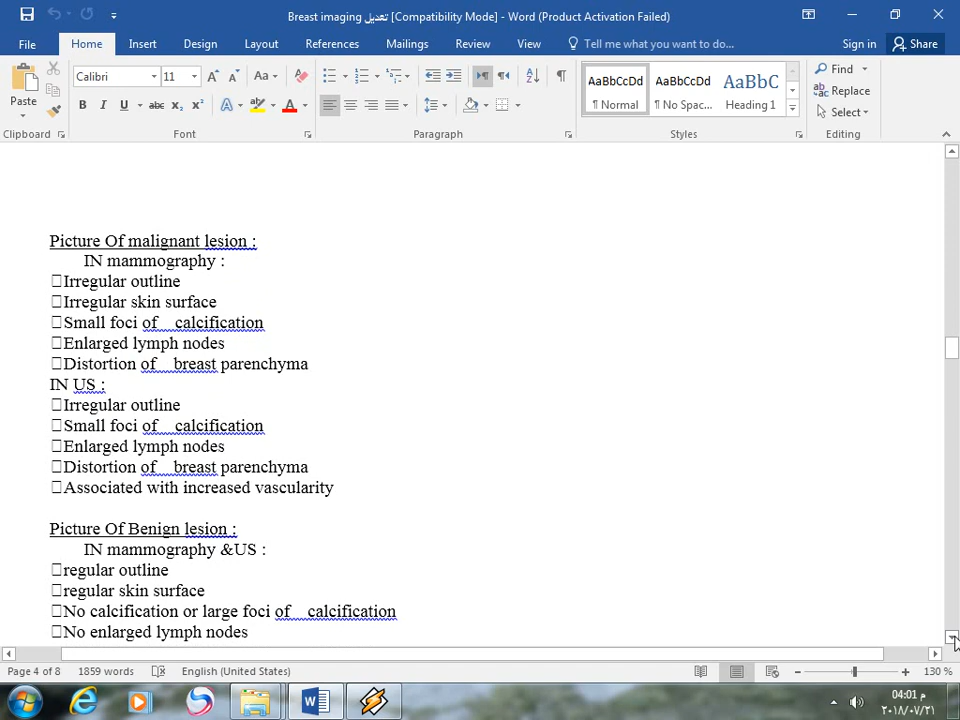 Breast imaging تعديل [Compatibility Mode] - Word (Product Activation Failed)
File Home Insert Design Layout References Mailings Review View Tell me what you want to do... Sign in Share
Paste
Calibri 11 Aa
B I U abc x₂ x² A A
AaBbCcDd AaBbCcDd AaBbC
¶ Normal ¶ No Spac... Heading 1
Find
Replace
Select
Clipboard Font Paragraph Styles Editing
Picture Of malignant lesion :
IN mammography :
Irregular outline
Irregular skin surface
Small foci of calcification
Enlarged lymph nodes
Distortion of breast parenchyma
IN US :
Irregular outline
Small foci of calcification
Enlarged lymph nodes
Distortion of breast parenchyma
Associated with increased vascularity
Picture Of Benign lesion :
IN mammography &US :
regular outline
regular skin surface
No calcification or large foci of calcification
No enlarged lymph nodes
Page 4 of 8 1859 words English (United States) 130 %
04:01 م
٢٠١٨/٠٧/٢١